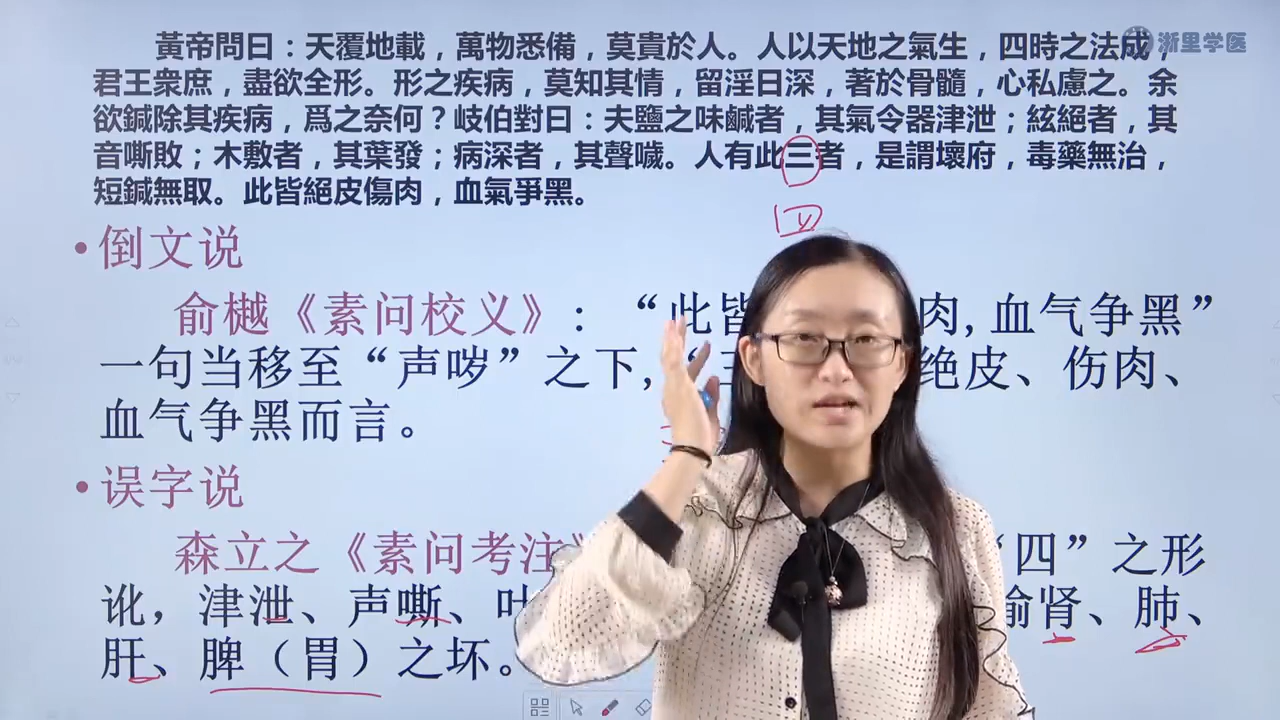 黃帝問曰：天覆地載，萬物悉備，莫貴於人。人以天地之氣生，四時之法成，
浙里学医
君王衆庶，盡欲全形。形之疾病，莫知其情，留淫日深，著於骨髓，心私慮之。余
欲鍼除其疾病，爲之奈何？岐伯對曰：夫鹽之味鹹者，其氣令器津泄；絃絕者，其
音嘶敗；木敷者，其葉發；病深者，其聲噦。人有此三者，是謂壞府，毒藥無治，
短鍼無取。此皆絕皮傷肉，血氣爭黑。
四
•倒文说
俞樾《素问校义》：“此皆 肉,血气争黑”
一句当移至“声哕”之下, 绝皮、伤肉、
血气争黑而言。
•误字说
森立之《素问考注 “四”之形
讹，津泄、声嘶、叶 喻肾、肺、
肝、脾（胃）之坏。